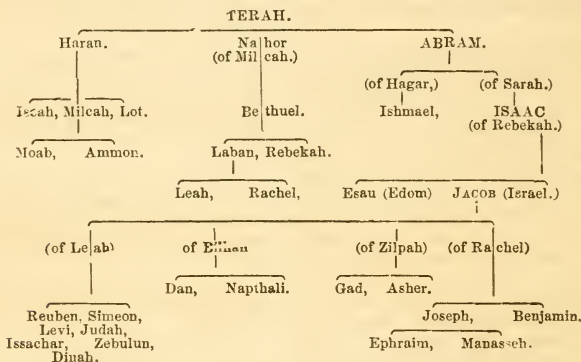 TERAH.
Haran. Nahor ABRAM.
(of Milcah.)
(of Hagar,) (of Sarah.)
Iscah, Milcah, Lot. Bethuel. Ishmael, ISAAC
(of Rebekah.)
Moab, Ammon. Laban, Rebekah.
Leah, Rachel, Esau (Edom) JACOB (Israel.)
(of Leah) of (of Zilpah) (of Rachel)
Dan, Napthali. Gad, Asher.
Reuben, Simeon, Joseph, Benjamin.
Levi, Judah,
Issachar, Zebulun, Ephraim, Manasseh.
Dinah.